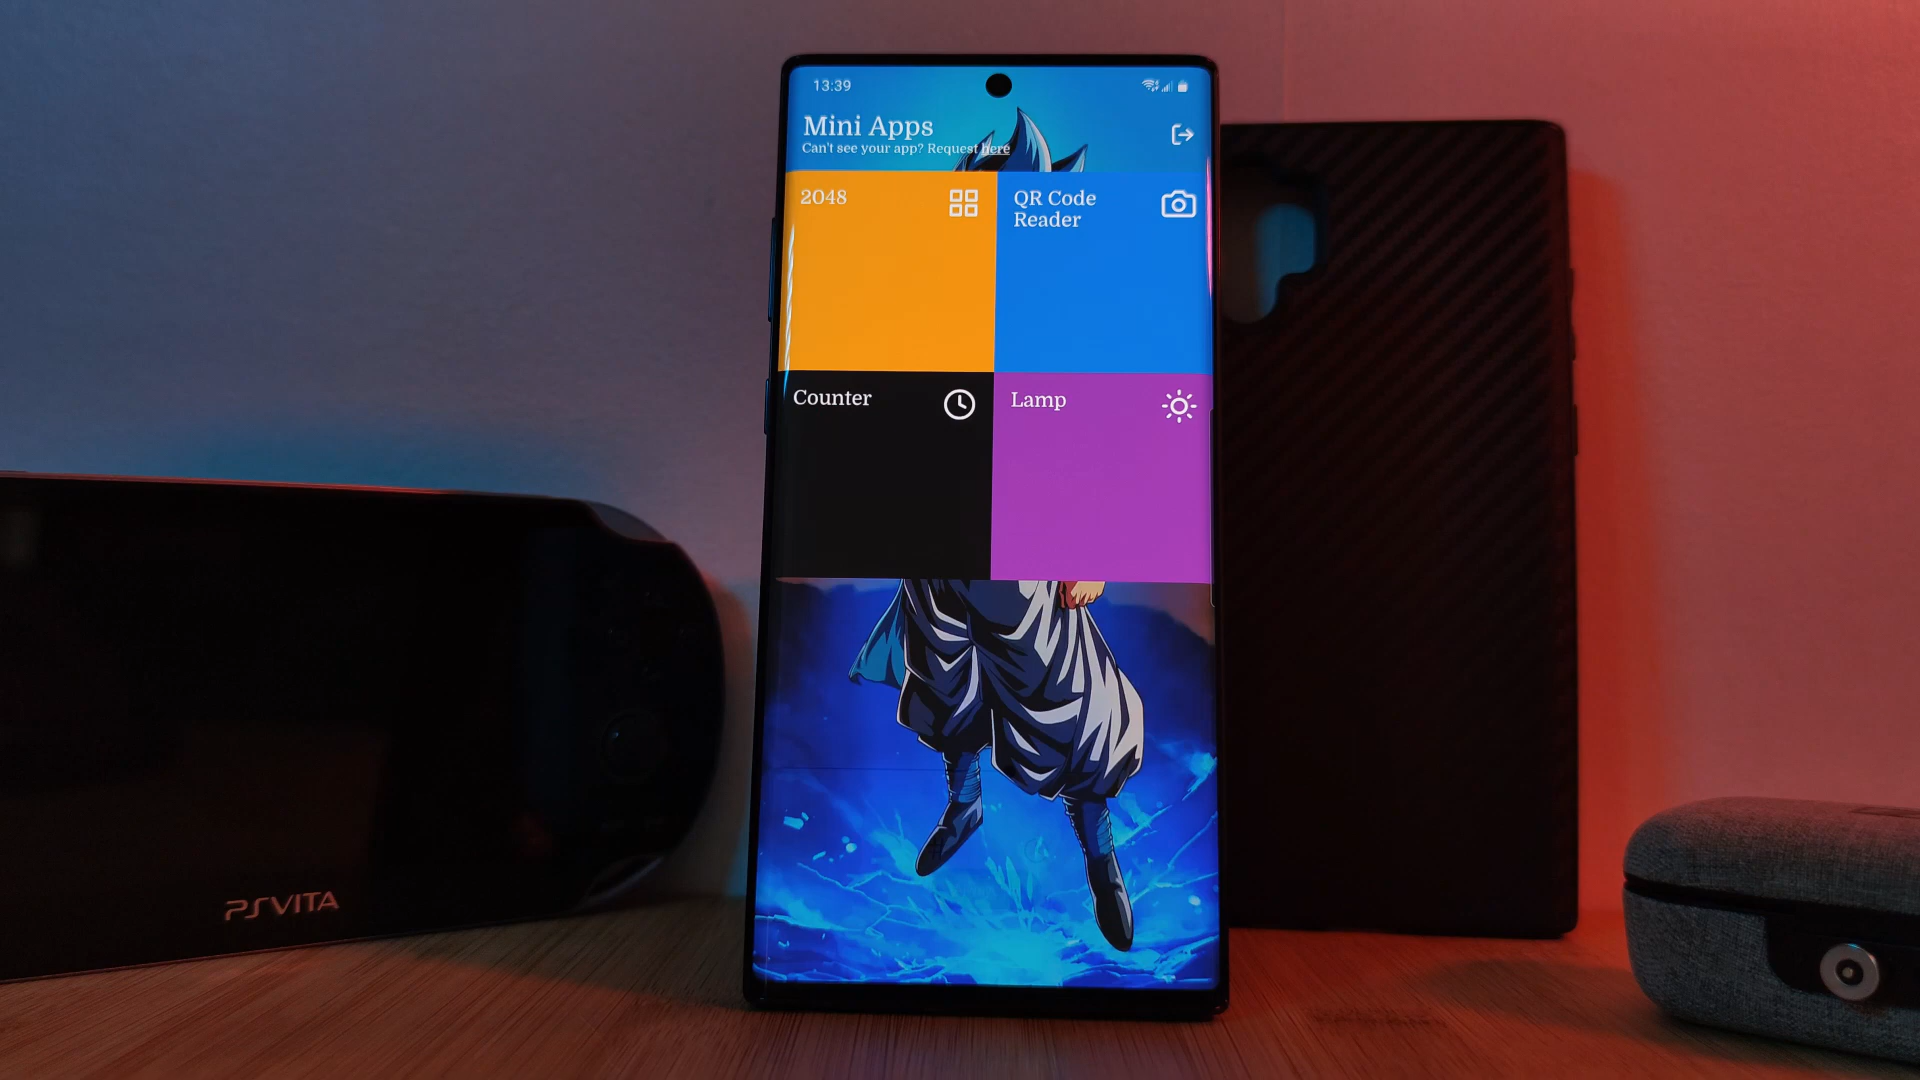 13:39
Mini Apps
Can't see your app? Request here
2048
QR Code
Reader
Counter
Lamp
PSVITA